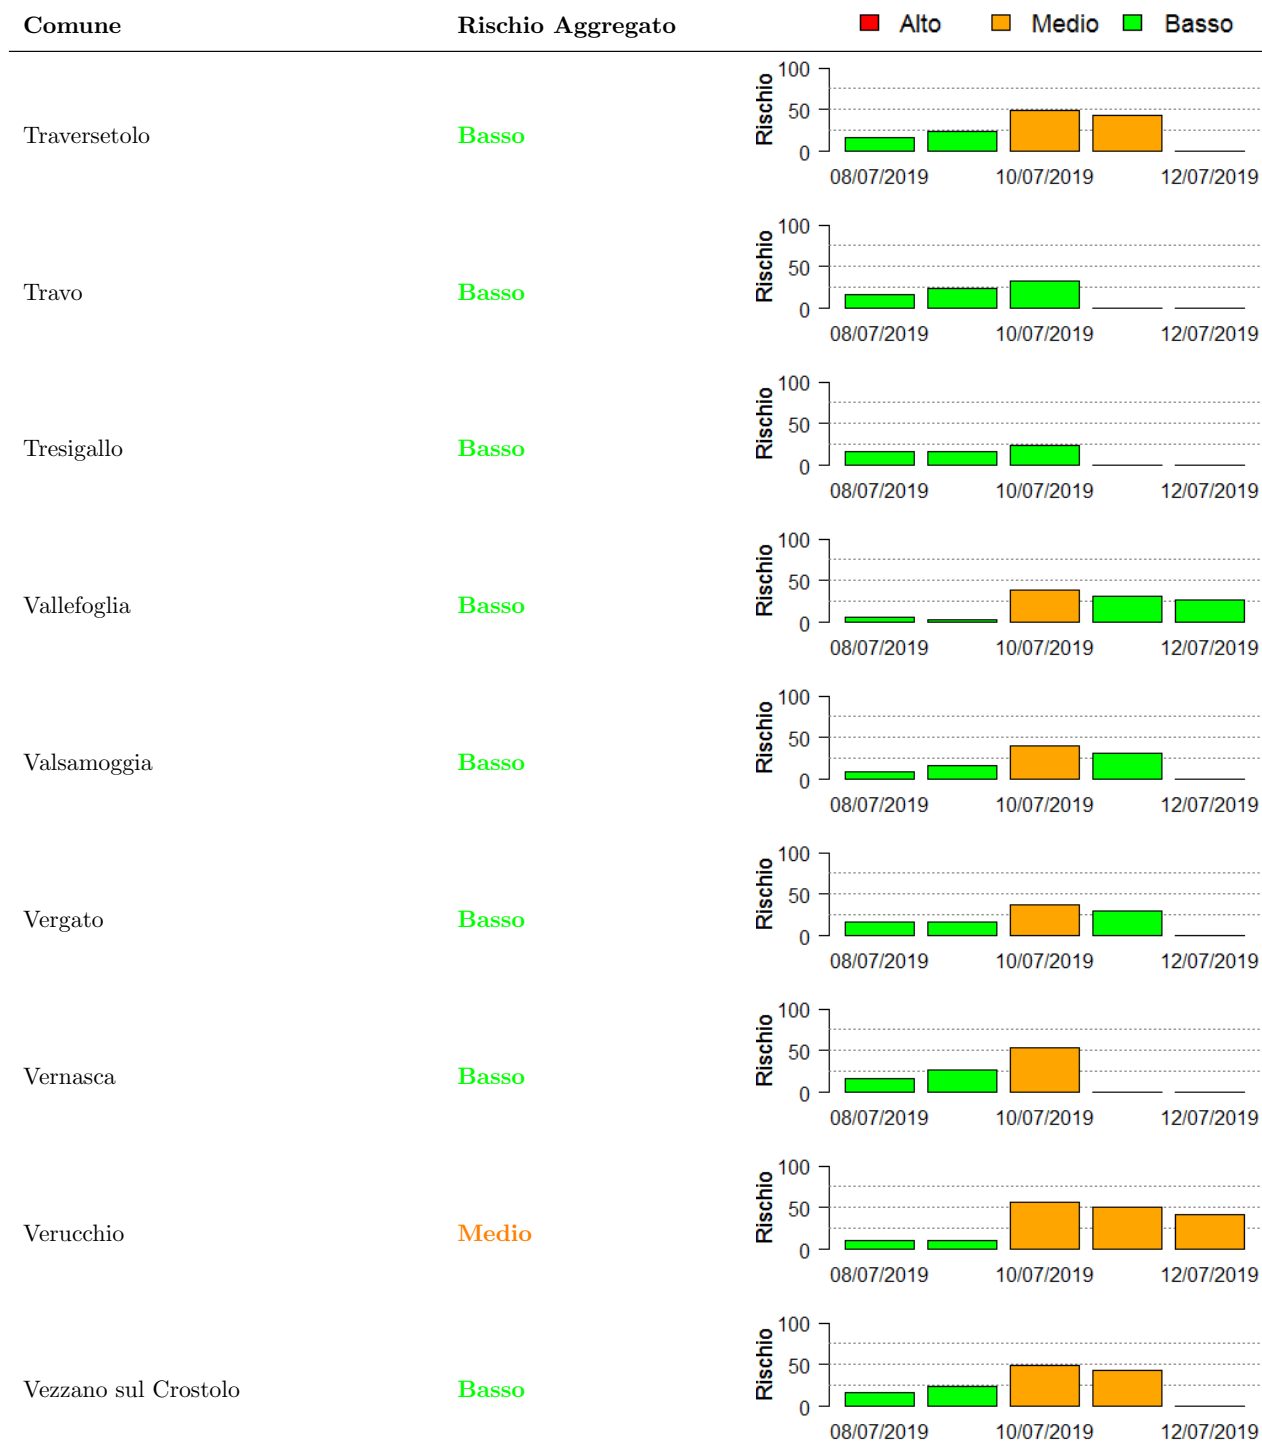 Comune Rischio Aggregato Alto Medio Basso
Traversetolo Basso
Rischio
100
50
0
08/07/2019 10/07/2019 12/07/2019
Travo Basso
Rischio
100
50
0
08/07/2019 10/07/2019 12/07/2019
Tresigallo Basso
Rischio
100
50
0
08/07/2019 10/07/2019 12/07/2019
Vallefoglia Basso
Rischio
100
50
0
08/07/2019 10/07/2019 12/07/2019
Valsamoggia Basso
Rischio
100
50
0
08/07/2019 10/07/2019 12/07/2019
Vergato Basso
Rischio
100
50
0
08/07/2019 10/07/2019 12/07/2019
Vernasca Basso
Rischio
100
50
0
08/07/2019 10/07/2019 12/07/2019
Verucchio Medio
Rischio
100
50
0
08/07/2019 10/07/2019 12/07/2019
Vezzano sul Crostolo Basso
Rischio
100
50
0
08/07/2019 10/07/2019 12/07/2019